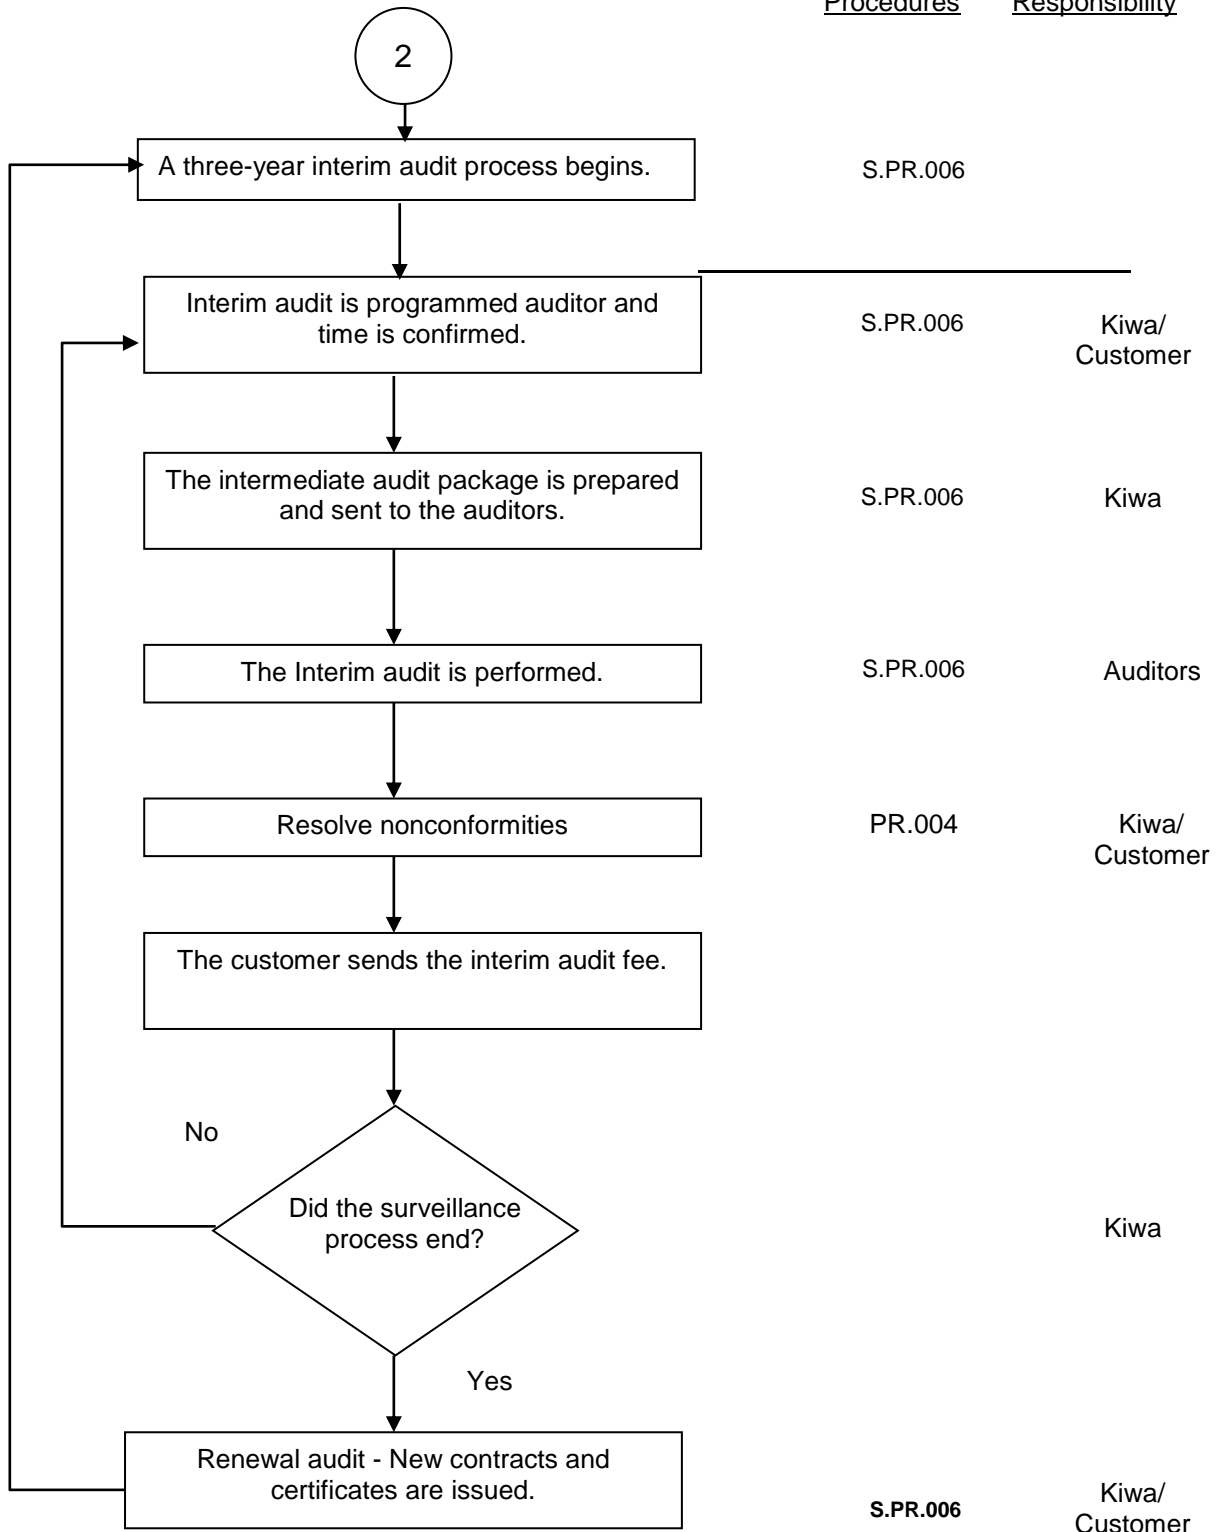 Procedures Responsibility
2
A three-year interim audit process begins.
S.PR.006
Interim audit is programmed auditor and
time is confirmed.
S.PR.006
Kiwa/
Customer
The intermediate audit package is prepared
and sent to the auditors.
S.PR.006
Kiwa
The Interim audit is performed.
S.PR.006
Auditors
Resolve nonconformities
PR.004
Kiwa/
Customer
The customer sends the interim audit fee.
No
Did the surveillance
process end?
Kiwa
Yes
Renewal audit - New contracts and
certificates are issued.
S.PR.006
Kiwa/
Customer